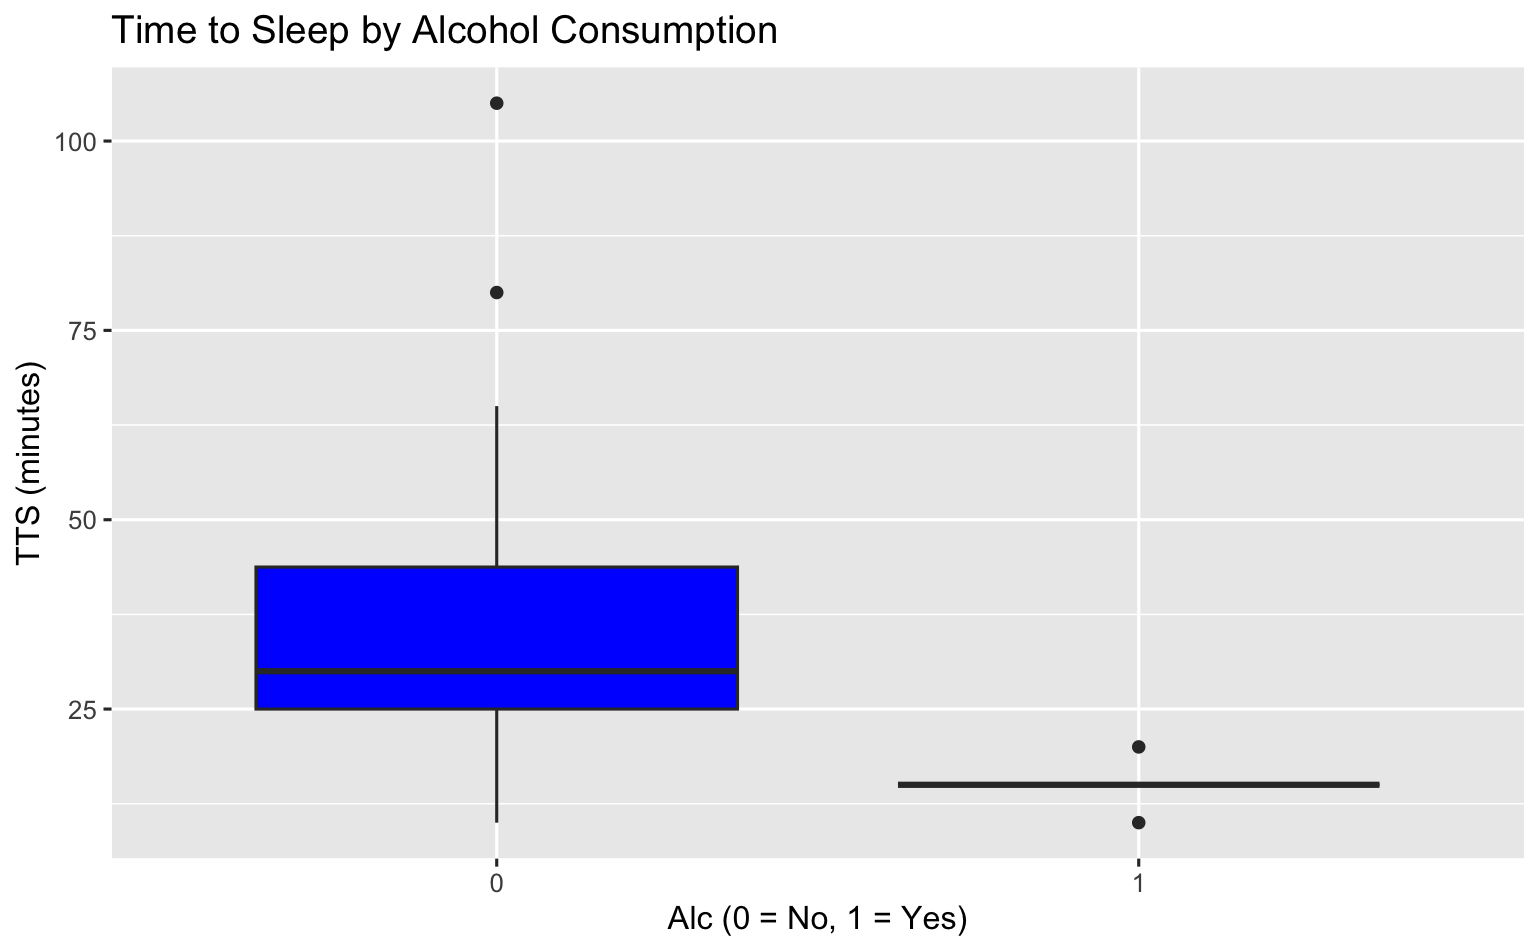 Time to Sleep by Alcohol Consumption
TTS (minutes)
100
75
50
25
0
1
Alc (0 = No, 1 = Yes)